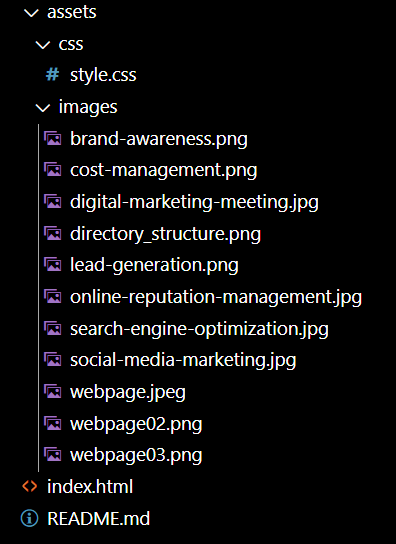 assets
css
# style.css
images
brand-awareness.png
cost-management.png
digital-marketing-meeting.jpg
directory_structure.png
lead-generation.png
online-reputation-management.jpg
search-engine-optimization.jpg
social-media-marketing.jpg
webpage.jpeg
webpage02.png
webpage03.png
<> index.html
README.md